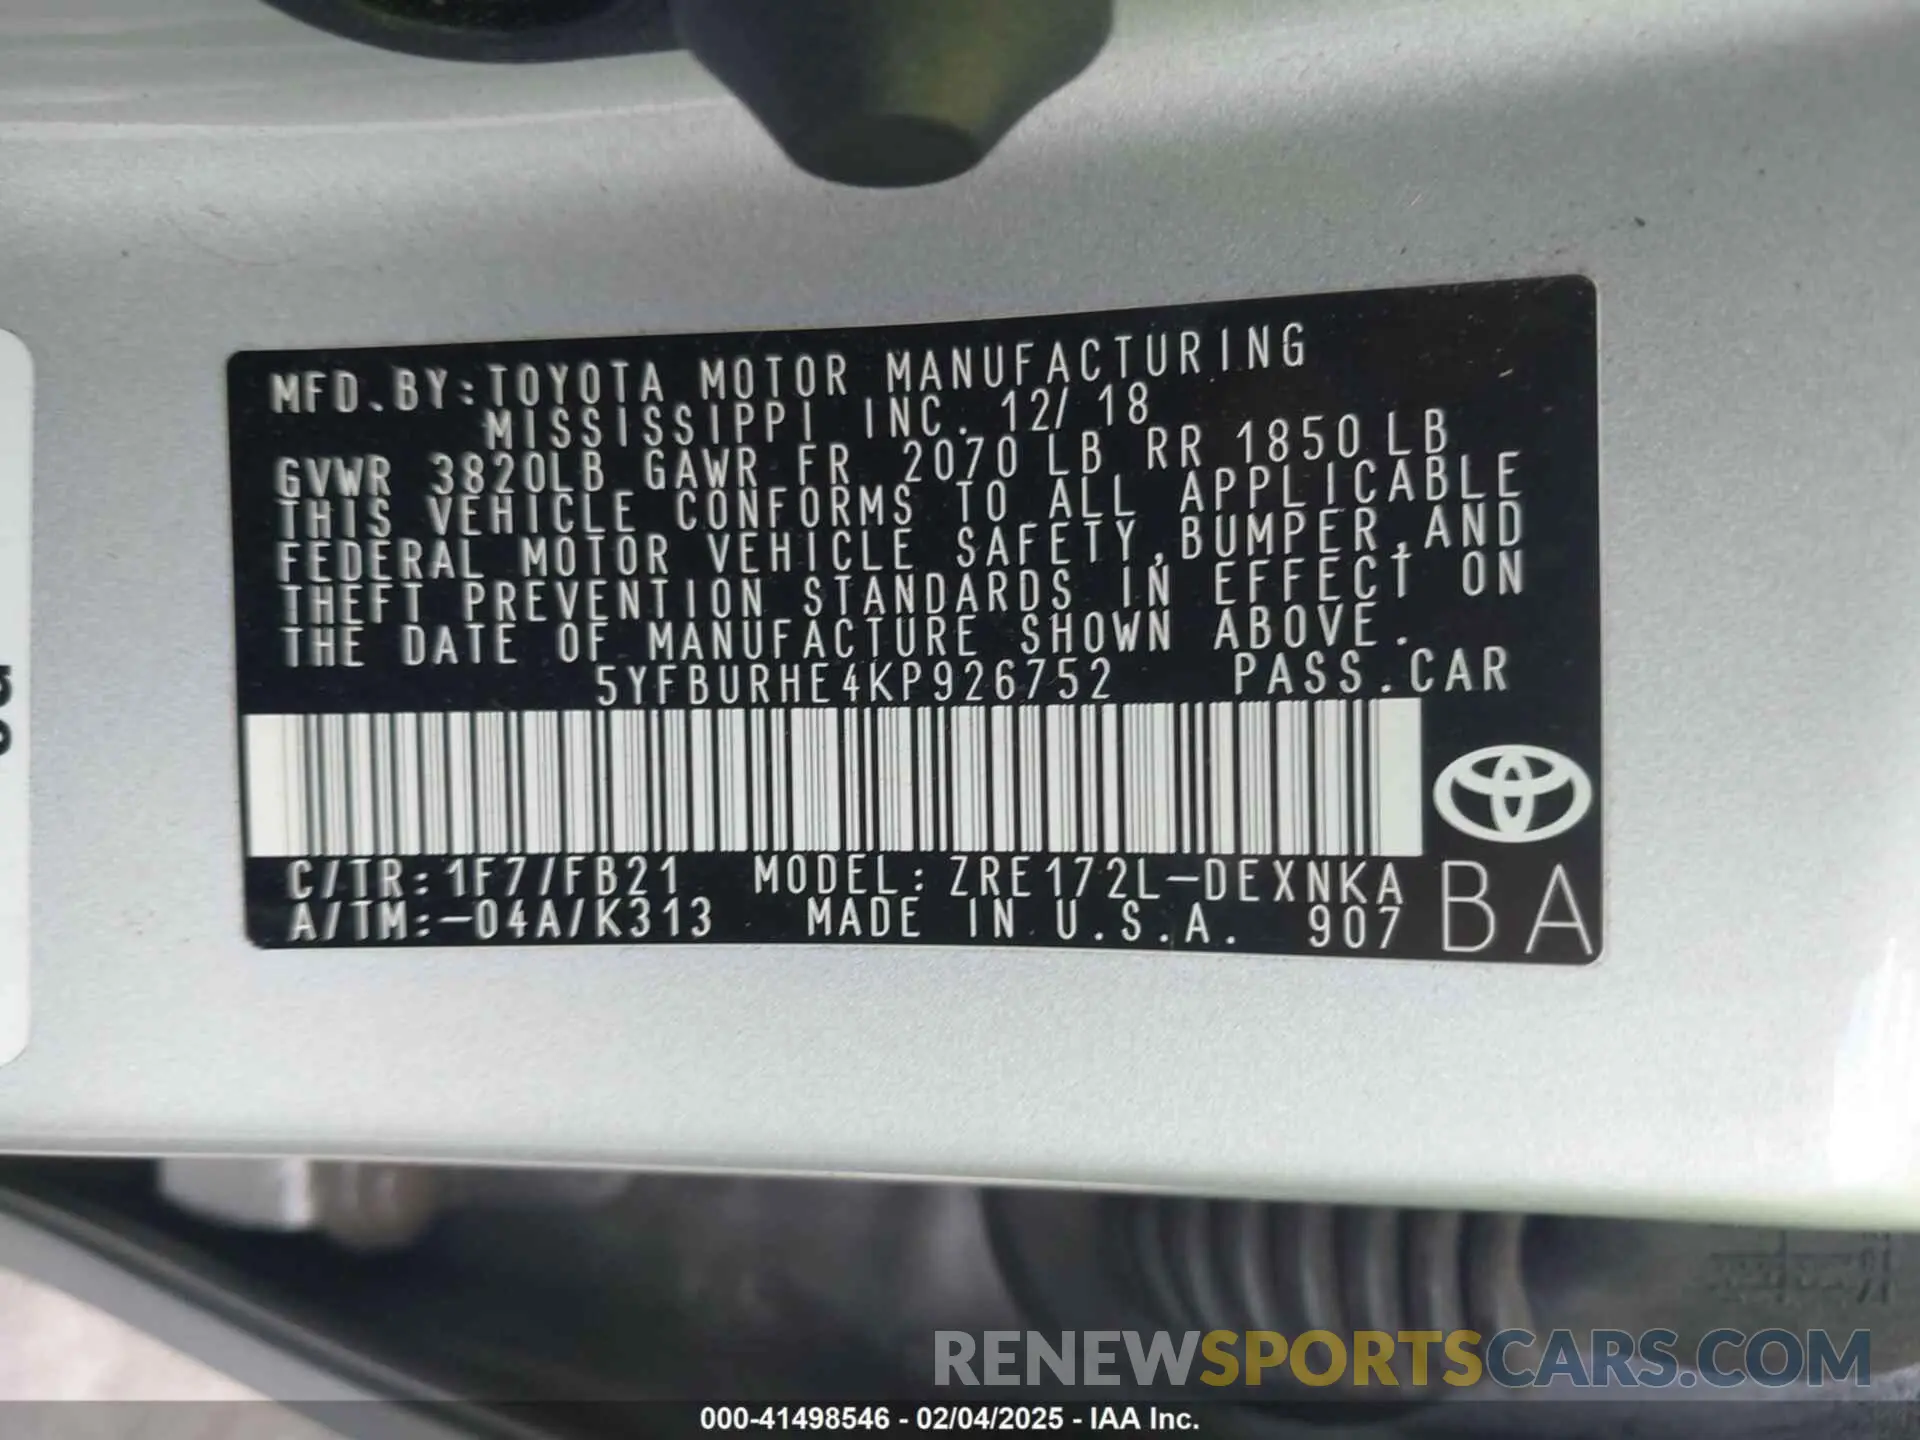 MFD.BY:TOYOTA MOTOR MANUFACTURING
MISSISSIPPI INC. 12/18
GVWR 3820LB GAWR FR 2070 LB RR 1850 LB
THIS VEHICLE CONFORMS TO ALL APPLICABLE
FEDERAL MOTOR VEHICLE SAFETY,BUMPER,AND
THEFT PREVENTION STANDARDS IN EFFECT ON
THE DATE OF MANUFACTURE SHOWN ABOVE.
5YFBURHE4KP926752 PASS.CAR
C/TR:1F7/FB21 MODEL:ZRE172L-DEXNKA
A/TM:-04A/K313 MADE IN U.S.A. 907
BA
RENEWSPORTSCARS.COM
000-41498546 - 02/04/2025 - IAA Inc.